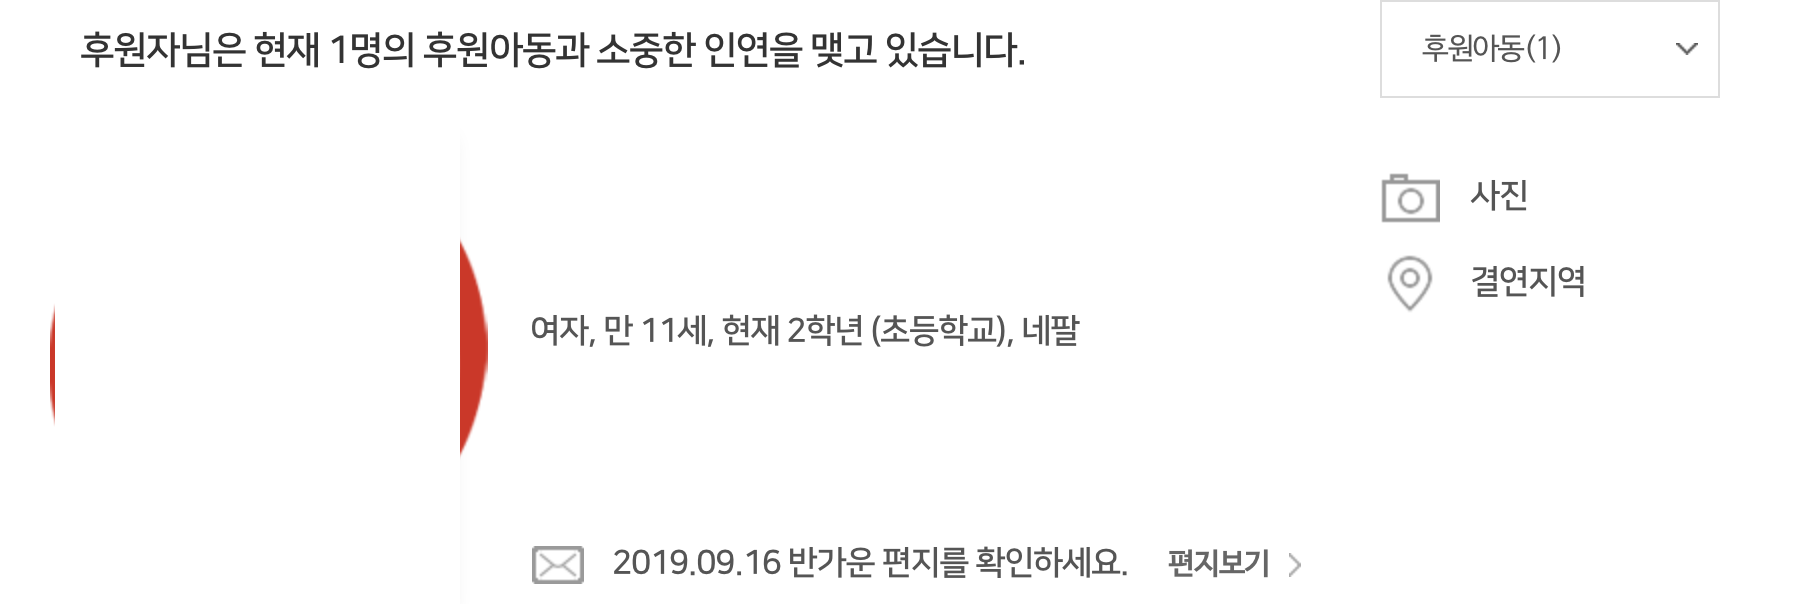 후원자님은 현재 1명의 후원아동과 소중한 인연을 맺고 있습니다.
후원아동(1)
사진
결연지역
여자, 만 11세, 현재 2학년 (초등학교), 네팔
2019.09.16 반가운 편지를 확인하세요. 편지보기